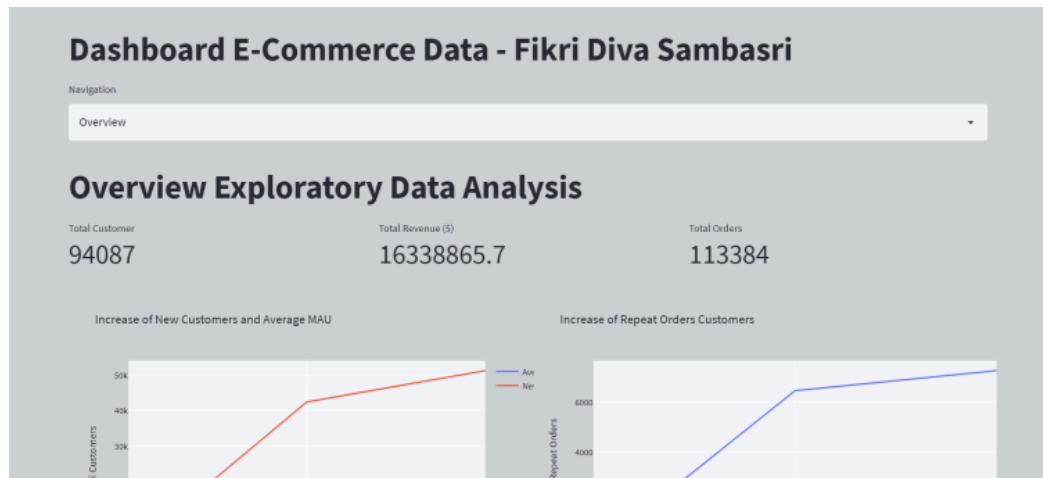 Dashboard E-Commerce Data - Fikri Diva Sambasri
Navigation
Overview
Overview Exploratory Data Analysis
Total Customer
94087
Total Revenue ($)
16338865.7
Total Orders
113384
Increase of New Customers and Average MAU
50k
40k
30k
Customers
Increase of Repeat Orders Customers
6000
4000
Repeat Orders